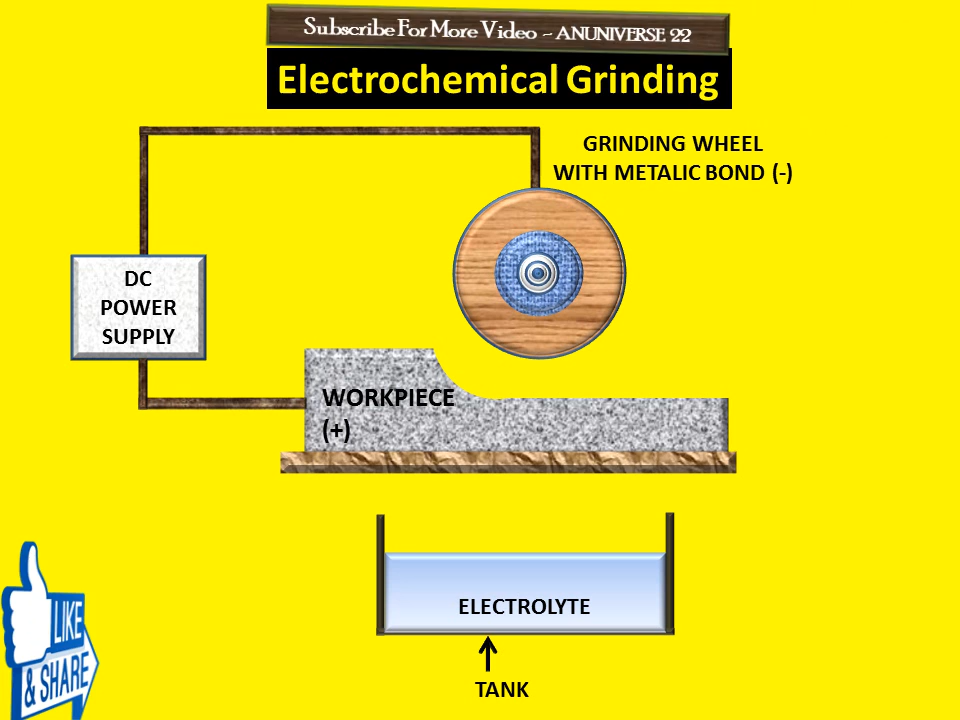 Subscribe For More Video ~ ANUNIVERSE 22
Electrochemical Grinding
GRINDING WHEEL
WITH METALIC BOND (-)
DC
POWER
SUPPLY
WORKPIECE
(+)
ELECTROLYTE
TANK
LIKE
& SHARE